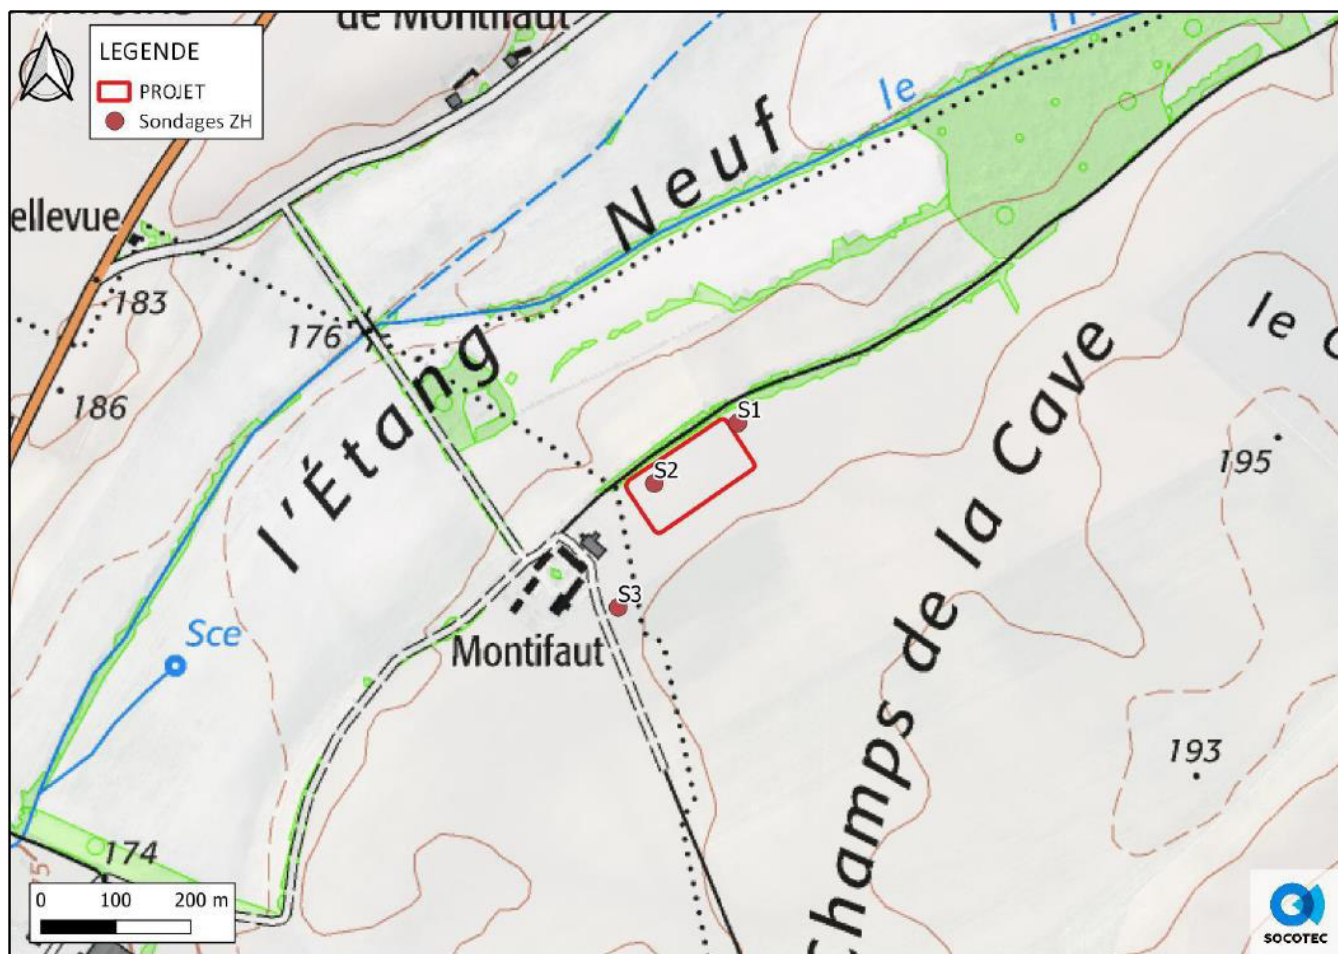 de Montifaut
LEGENDE
PROJET
Sondages ZH
le
Neuf
ellevue
183
176
186
l'Étang
S1
S2
S3
195
le
193
Champs de la Cave
Sce
Montifaut
174
0 100 200 m
SOCOTEC